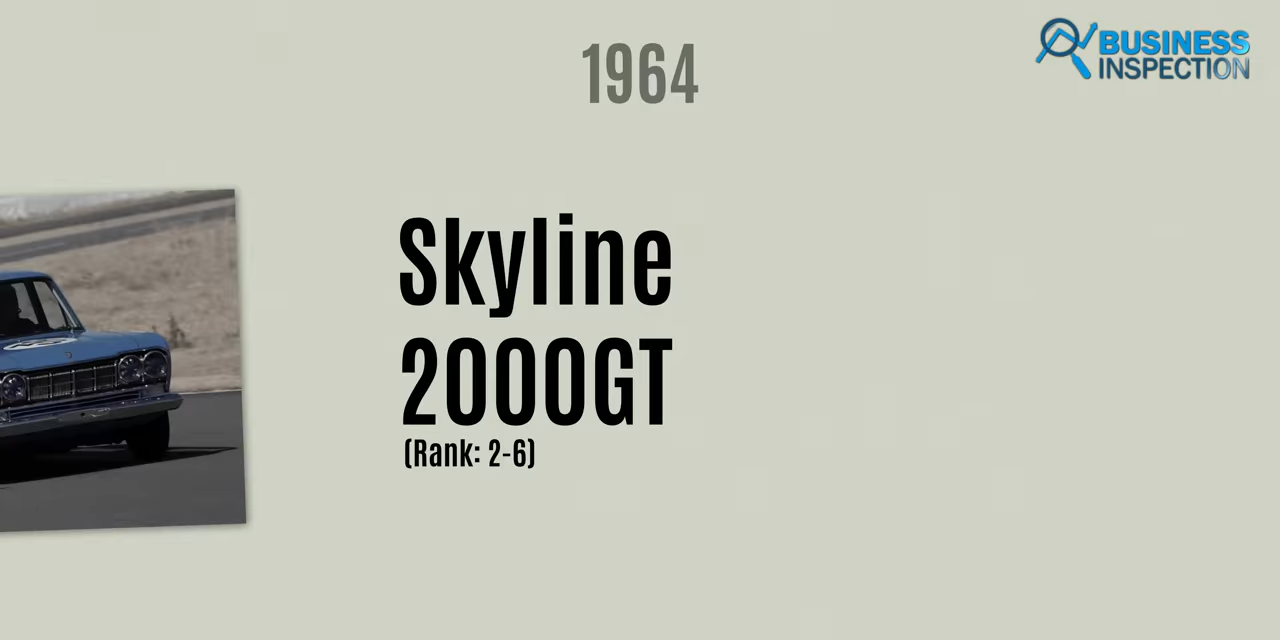 1964
BUSINESS
INSPECTION
Skyline
2000GT
(Rank: 2-6)